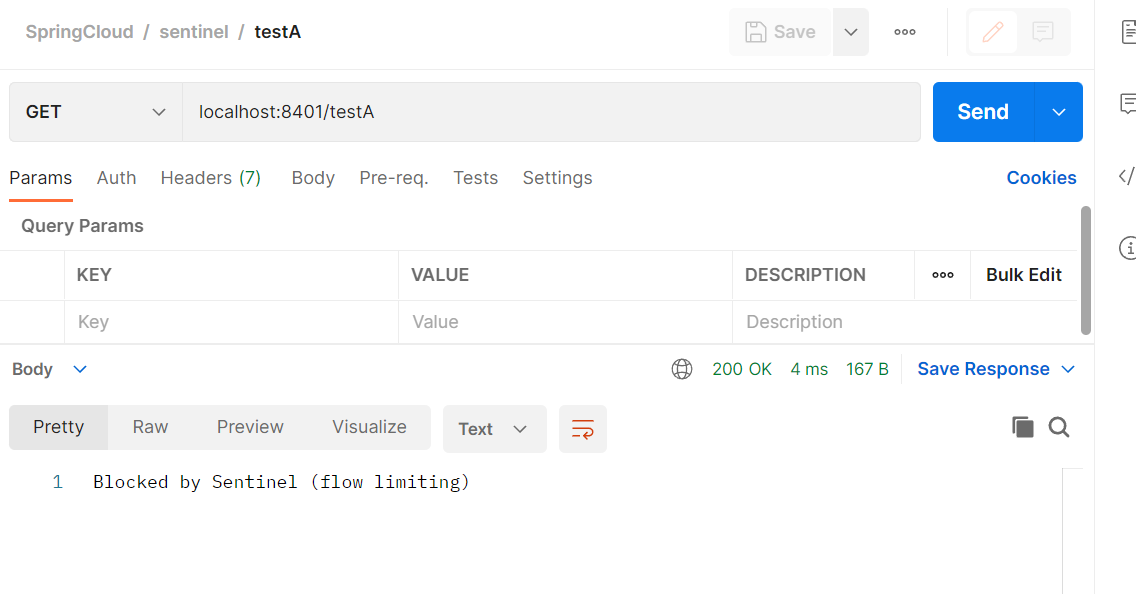 SpringCloud / sentinel / testA Save
GET localhost:8401/testA Send
Params Auth Headers (7) Body Pre-req. Tests Settings Cookies
Query Params
KEY VALUE DESCRIPTION Bulk Edit
Key Value Description
Body 200 OK 4 ms 167 B Save Response
Pretty Raw Preview Visualize Text
1 Blocked by Sentinel (flow limiting)